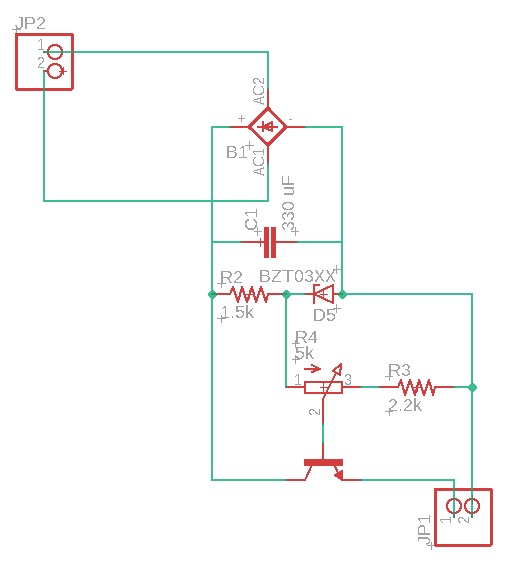 JP2
1
2
AC2
+
-
B1
AC1
C1
330 uF
R2
BZT03XX
1.5k
D5
R4
5k
1
3
R3
2
2.2k
JP1
1
2